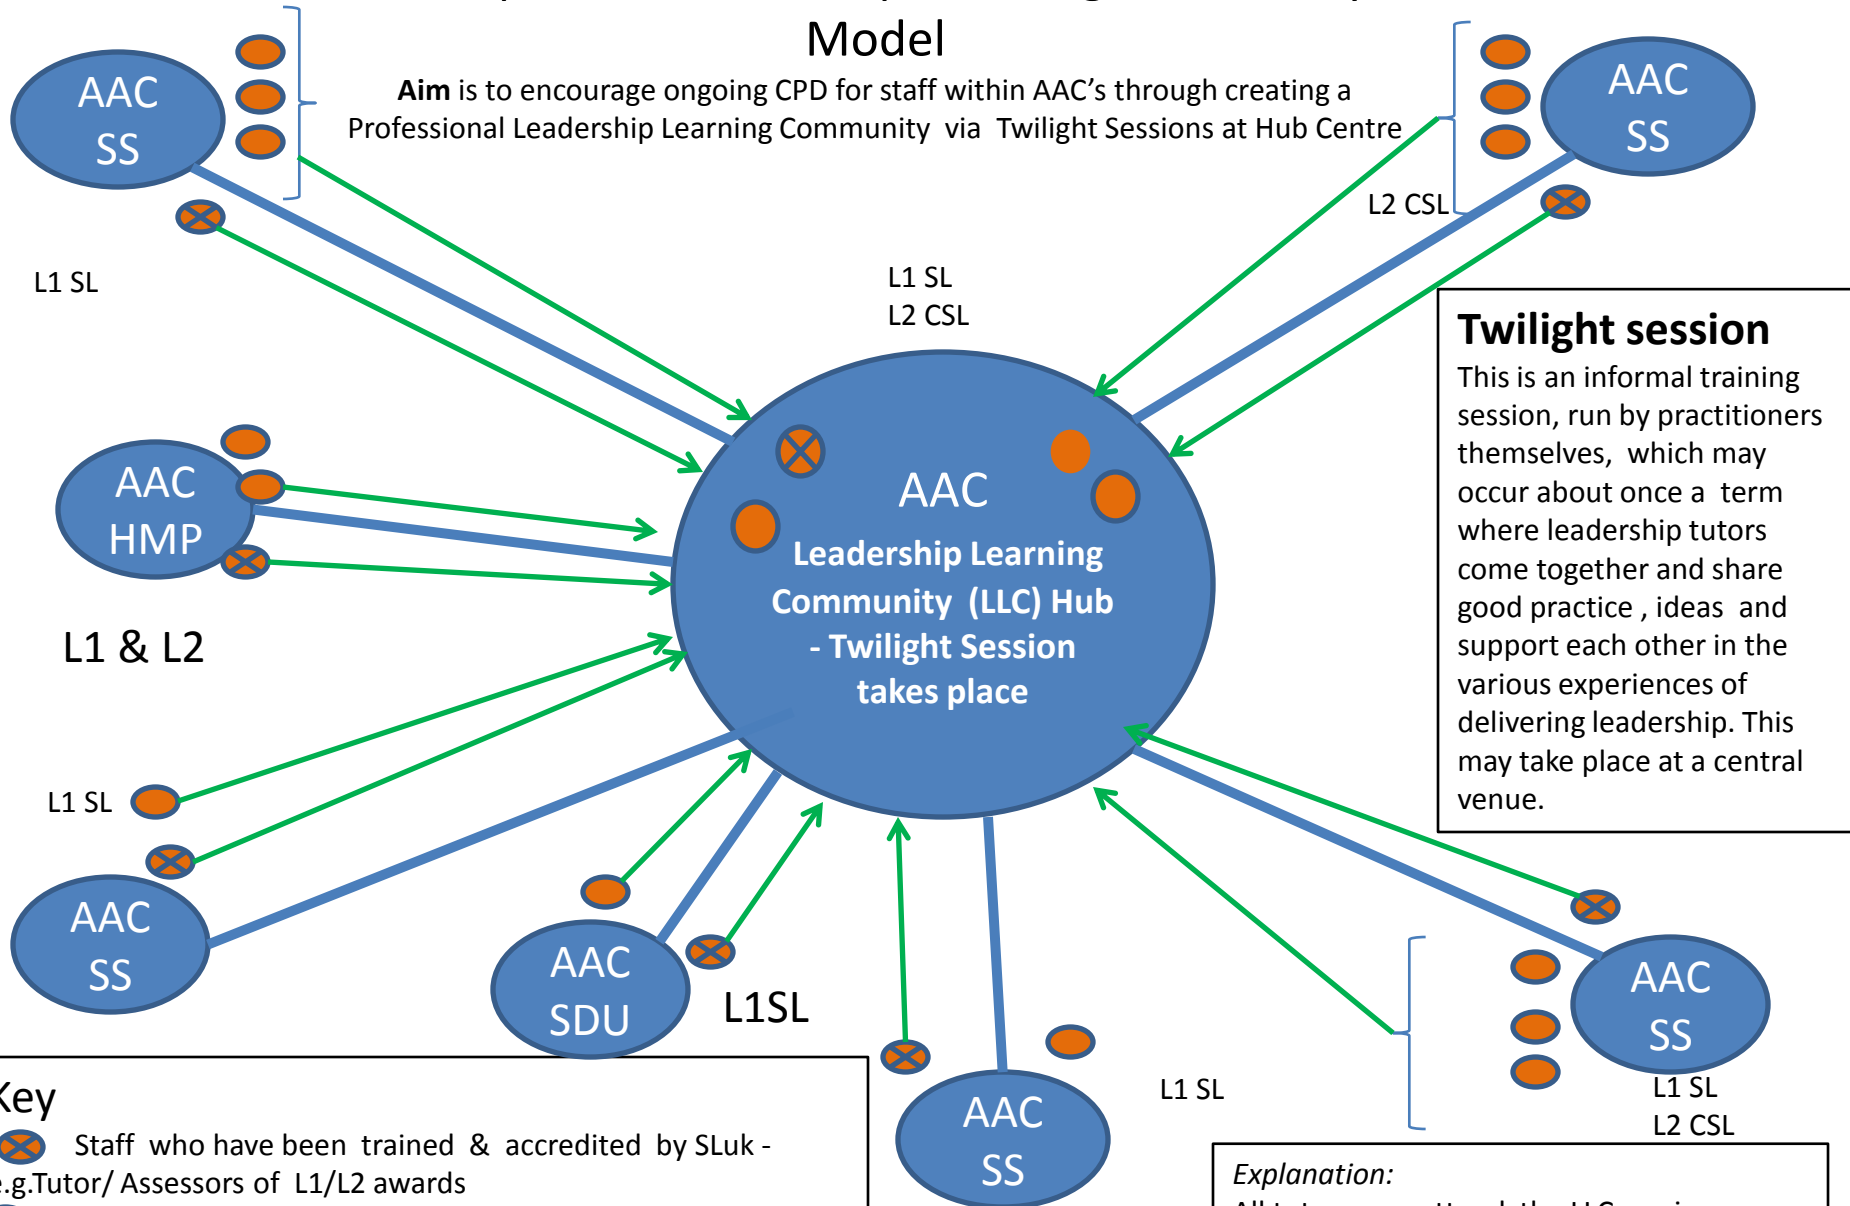 Model
Aim is to encourage ongoing CPD for staff within AAC's through creating a
Professional Leadership Learning Community via Twilight Sessions at Hub Centre
AAC
SS
L1 SL
AAC
SS
L2 CSL
L1 SL
L2 CSL
Twilight session
This is an informal training
session, run by practitioners
themselves, which may
occur about once a term
where leadership tutors
come together and share
good practice , ideas and
support each other in the
various experiences of
delivering leadership. This
may take place at a central
venue.
AAC
HMP
L1 & L2
AAC
Leadership Learning
Community (LLC) Hub
- Twilight Session
takes place
L1 SL
AAC
SS
AAC
SDU
L1SL
AAC
SS
L1 SL
AAC
SS
L1 SL
L2 CSL
Key
Staff who have been trained & accredited by SLuk -
e.g.Tutor/ Assessors of L1/L2 awards
Explanation: